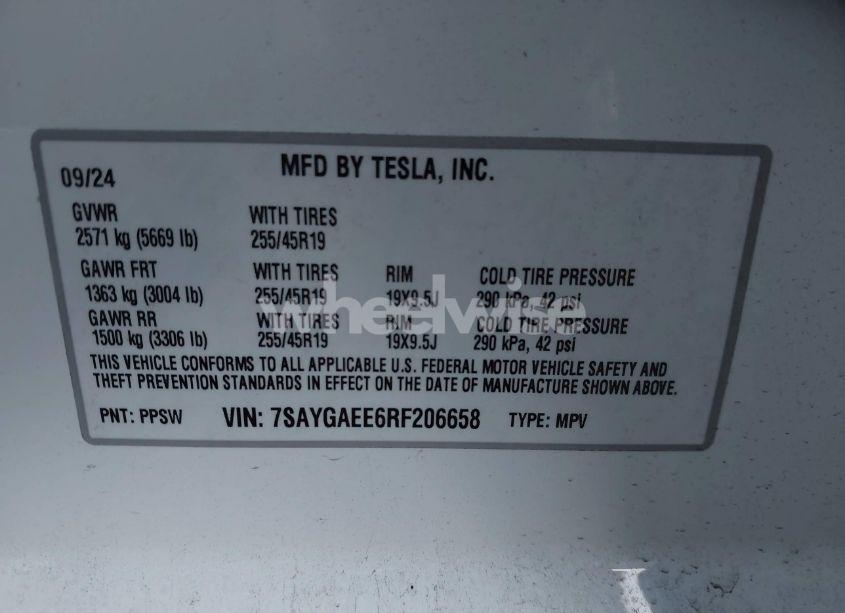 09/24 MFD BY TESLA, INC.
GVWR WITH TIRES
2571 kg (5669 lb) 255/45R19
GAWR FRT WITH TIRES RIM COLD TIRE PRESSURE
1363 kg (3004 lb) 255/45R19 19X9.5J 290 kPa, 42 psi
GAWR RR WITH TIRES RIM COLD TIRE PRESSURE
1500 kg (3306 lb) 255/45R19 19X9.5J 290 kPa, 42 psi
THIS VEHICLE CONFORMS TO ALL APPLICABLE U.S. FEDERAL MOTOR VEHICLE SAFETY AND
THEFT PREVENTION STANDARDS IN EFFECT ON THE DATE OF MANUFACTURE SHOWN ABOVE.
PNT: PPSW VIN: 7SAYGAEE6RF206658 TYPE: MPV
wheelwise